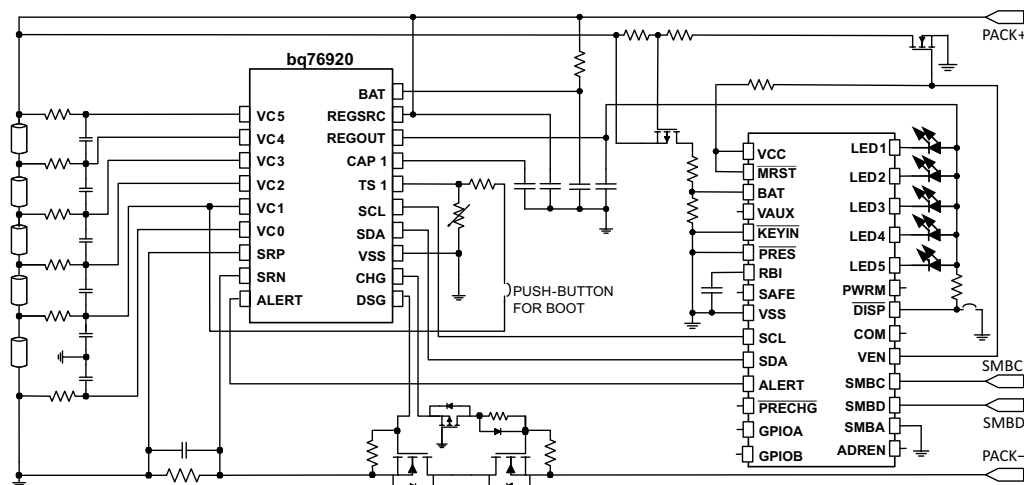 PACK+
bq76920
VC5
VC4
VC3
VC2
VC1
VC0
SRP
SRN
ALERT
BAT
REGSRC
REGOUT
CAP 1
TS 1
SCL
SDA
VSS
CHG
DSG
PUSH-BUTTON
FOR BOOT
VCC
MRST
BAT
VAUX
KEYIN
PRES
RBI
SAFE
VSS
SCL
SDA
ALERT
PRECHG
GPIOA
GPIOB
LED1
LED2
LED3
LED4
LED5
PWRM
DISP
COM
VEN
SMBC
SMBD
SMBA
ADREN
SMBC
SMBD
PACK–